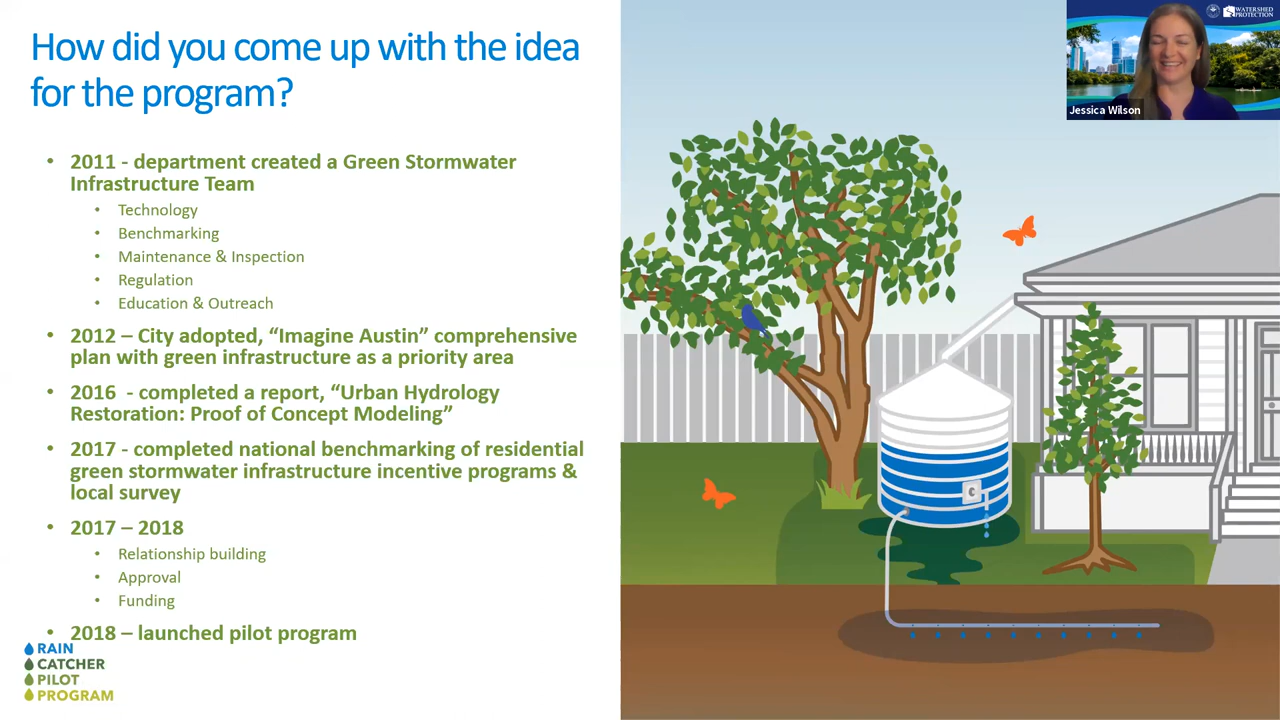 How did you come up with the idea
for the program?
• 2011 - department created a Green Stormwater
Infrastructure Team
• Technology
• Benchmarking
• Maintenance & Inspection
• Regulation
• Education & Outreach
• 2012 – City adopted, “Imagine Austin” comprehensive
plan with green infrastructure as a priority area
• 2016  - completed a report, “Urban Hydrology
Restoration: Proof of Concept Modeling”
• 2017 - completed national benchmarking of residential
green stormwater infrastructure incentive programs &
local survey
• 2017 – 2018
• Relationship building
• Approval
• Funding
• 2018 – launched pilot program
RAIN
CATCHER
PILOT
PROGRAM
WATERSHED
PROTECTION
Jessica Wilson